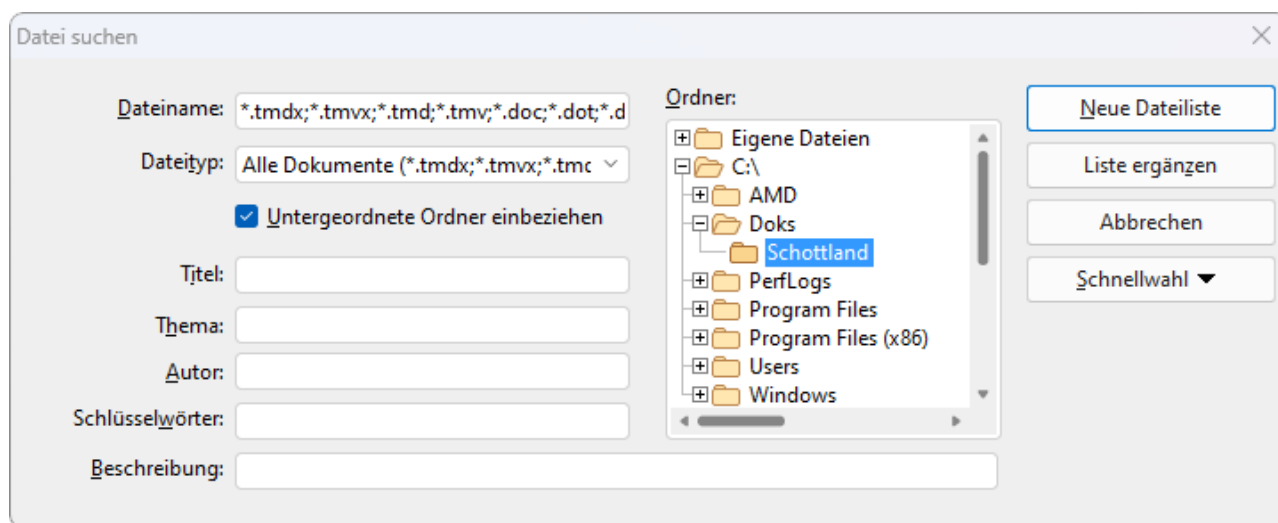 Datei suchen
Dateiname:
*.tmdx;*.tmvx;*.tmd;*.tmv;*.doc;*.dot;*.d
Dateityp:
Alle Dokumente (*.tmdx;*.tmvx;*.tmc
Untergeordnete Ordner einbeziehen
Titel:
Thema:
Autor:
Schlüsselwörter:
Beschreibung:
Ordner:
Eigene Dateien
C:\
AMD
Doks
Schottland
PerfLogs
Program Files
Program Files (x86)
Users
Windows
Neue Dateiliste
Liste ergänzen
Abbrechen
Schnellwahl